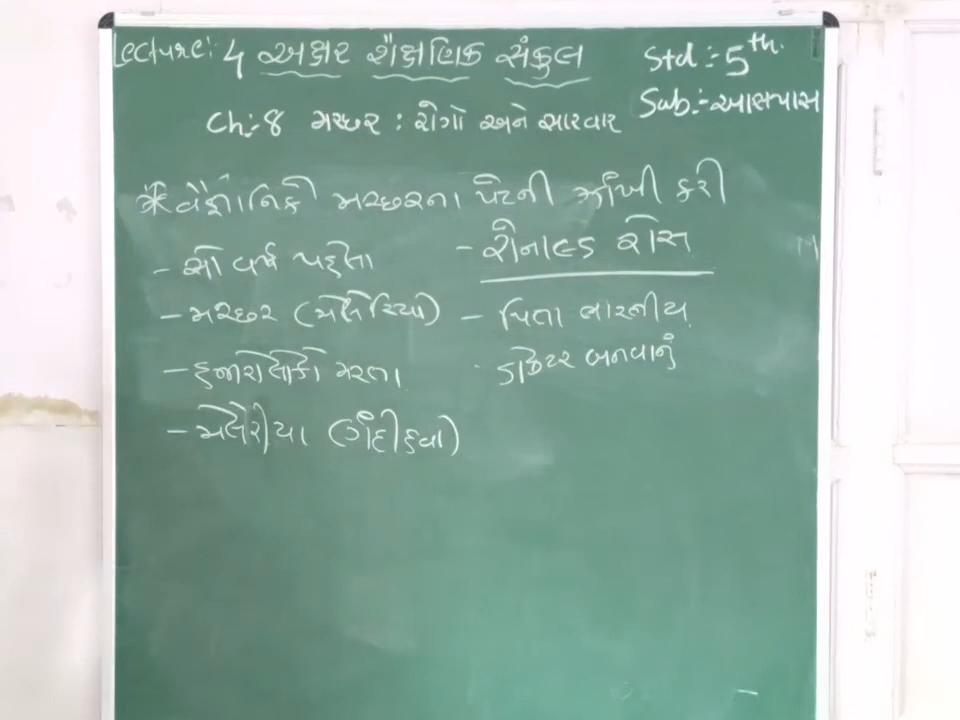 Lecture: 4 અક્ષર શૈક્ષણિક સંકુલ
Std :- 5th.
Sub:- આસપાસ
Ch:-8 મચ્છર : રોગો અને સારવાર
* વૈજ્ઞાનિકે મચ્છરના પેટની ઝાંખી કરી
- સો વર્ષ પહેલા
- મચ્છર (મેલેરિયા)
- હજારો લોકો મરતા
- મેલેરીયા (ગંદી હવા)
- રોનાલ્ડ રોસ
- પિતા ભારતીય
ડોક્ટર બનવાનું